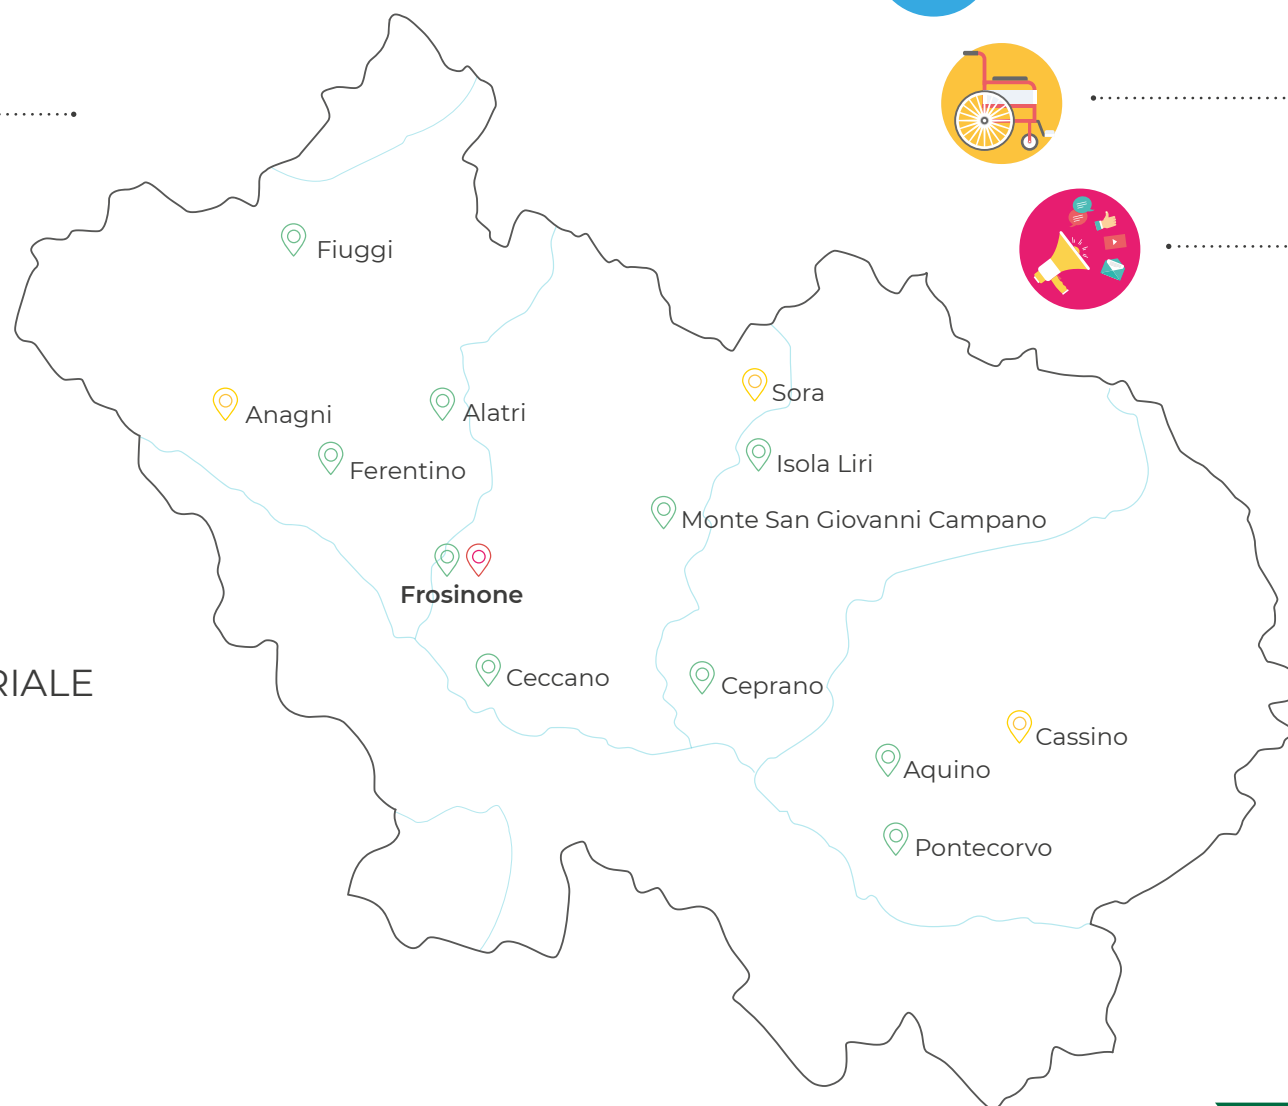 Fiuggi
Sora
Anagni
Alatri
Isola Liri
Ferentino
Monte San Giovanni Campano
Frosinone
Ceccano
RIALE
Ceprano
Cassino
Aquino
Pontecorvo